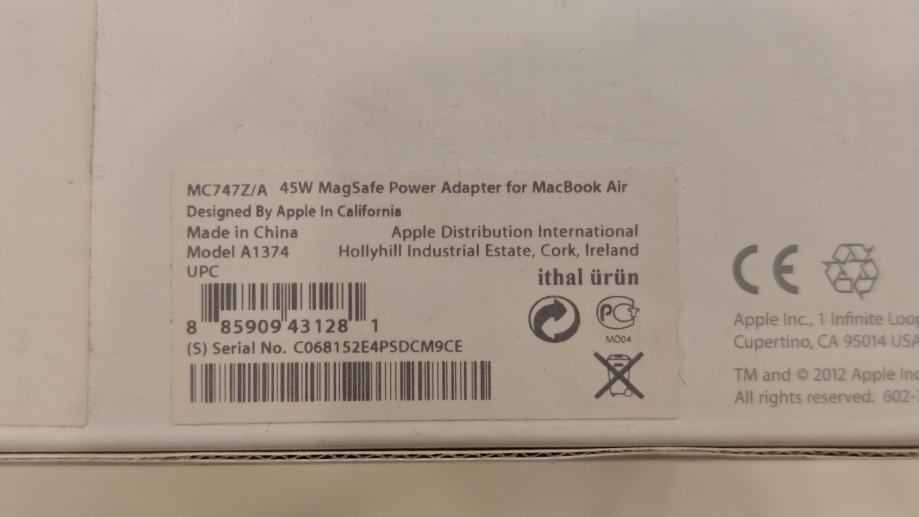 MC747Z/A 45W MagSafe Power Adapter for MacBook Air
Designed By Apple In California
Made in China
Apple Distribution International
Model A1374
Hollyhill Industrial Estate, Cork, Ireland
UPC
ithal ürün
8 85909 43128 1
MO04
(S) Serial No. C068152E4PSDCM9CE
CE
Apple Inc., 1 Infinite Loop
Cupertino, CA 95014 USA
TM and © 2012 Apple Inc
All rights reserved. 602-